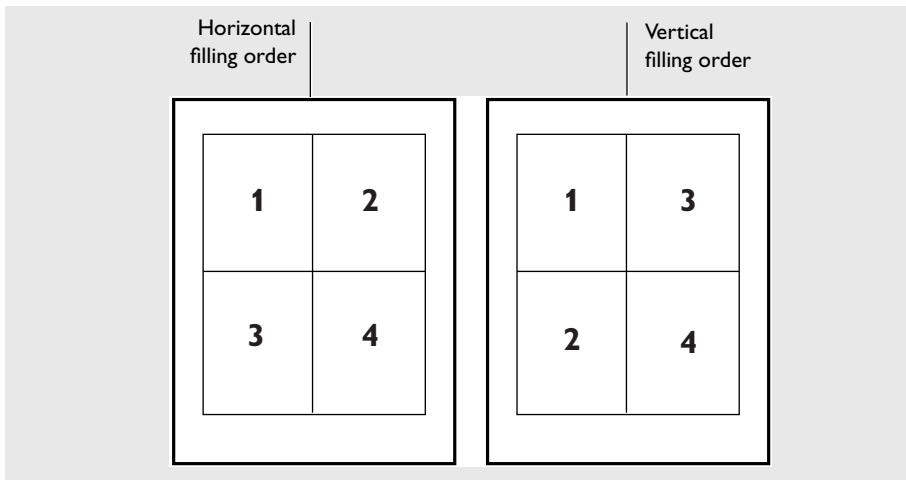 Horizontal
filling order
Vertical
filling order
1 2
3 4
1 3
2 4